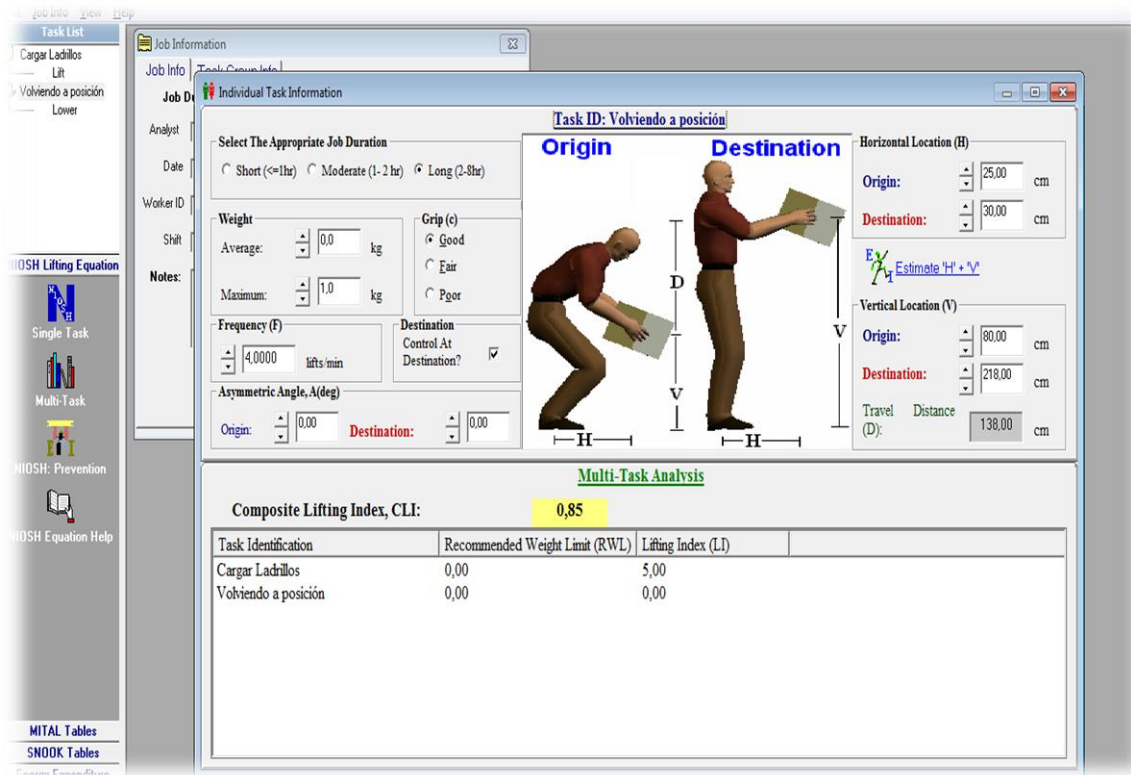 Job Info View Help
Task List
Cargar Ladrillos
Lift
Volviendo a posición
Lower
NIOSH Lifting Equation
NIOSH
Single Task
Multi-Task
E I
NIOSH: Prevention
NIOSH Equation Help
MITAL Tables
SNOOK Tables
Energy Expenditure
Job Information
Job Info Task Group Info
Job D
Analyst
Date
Worker ID
Shift
Notes:
Individual Task Information
Task ID: Volviendo a posición
Select The Appropriate Job Duration
Short (<=1hr) Moderate (1- 2 hr) Long (2-8hr)
Weight
Average: 0,0 kg
Maximum: 1,0 kg
Grip (c)
Good
Fair
Poor
Frequency (F)
4,0000 lifts/min
Destination
Control At
Destination?
Asymmetric Angle, A(deg)
Origin: 0,00 Destination: 0,00
Origin Destination
D
V
V
H H
Horizontal Location (H)
Origin: 25,00 cm
Destination: 30,00 cm
E I Estimate 'H' + 'V'
Vertical Location (V)
Origin: 80,00 cm
Destination: 218,00 cm
Travel Distance
(D): 138,00 cm
Multi-Task Analysis
Composite Lifting Index, CLI: 0,85
Task Identification Recommended Weight Limit (RWL) Lifting Index (LI)
Cargar Ladrillos 0,00 5,00
Volviendo a posición 0,00 0,00